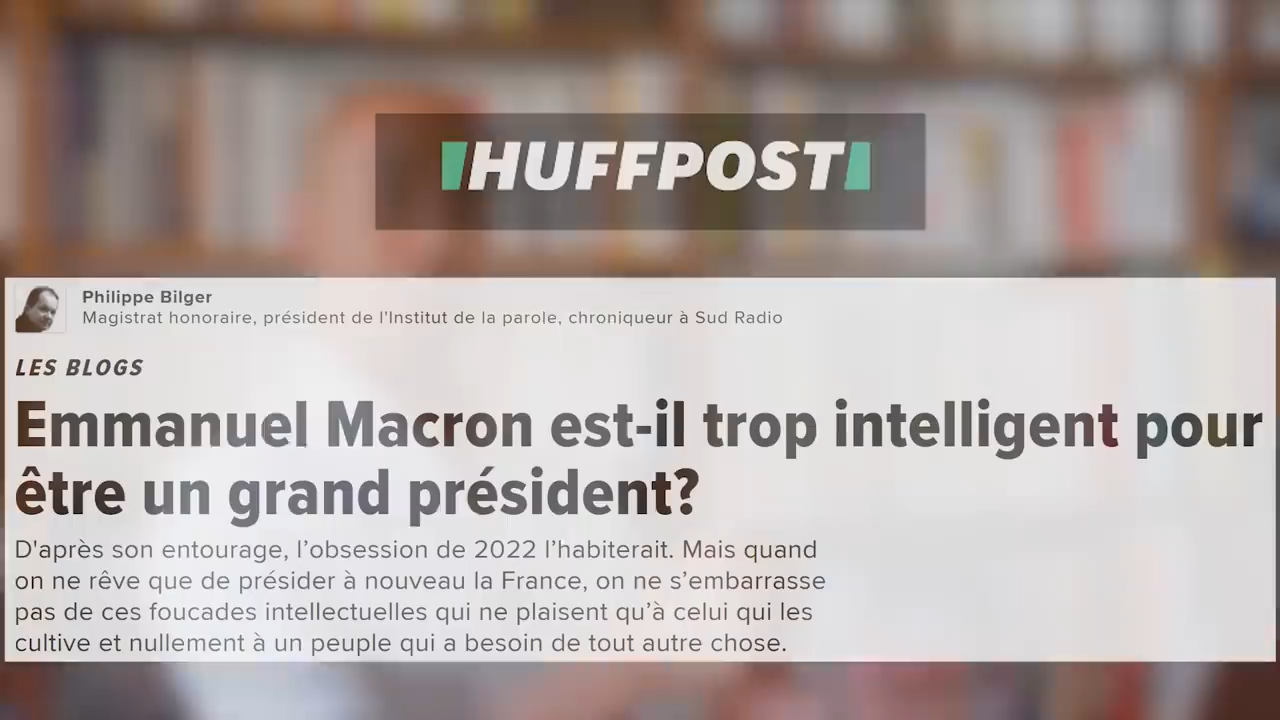 HUFFPOST
Philippe Bilger
Magistrat honoraire, président de l'Institut de la parole, chroniqueur à Sud Radio
LES BLOGS
Emmanuel Macron est-il trop intelligent pour
être un grand président?
D'après son entourage, l’obsession de 2022 l’habiterait. Mais quand
on ne rêve que de présider à nouveau la France, on ne s’embarrasse
pas de ces foucades intellectuelles qui ne plaisent qu’à celui qui les
cultive et nullement à un peuple qui a besoin de tout autre chose.